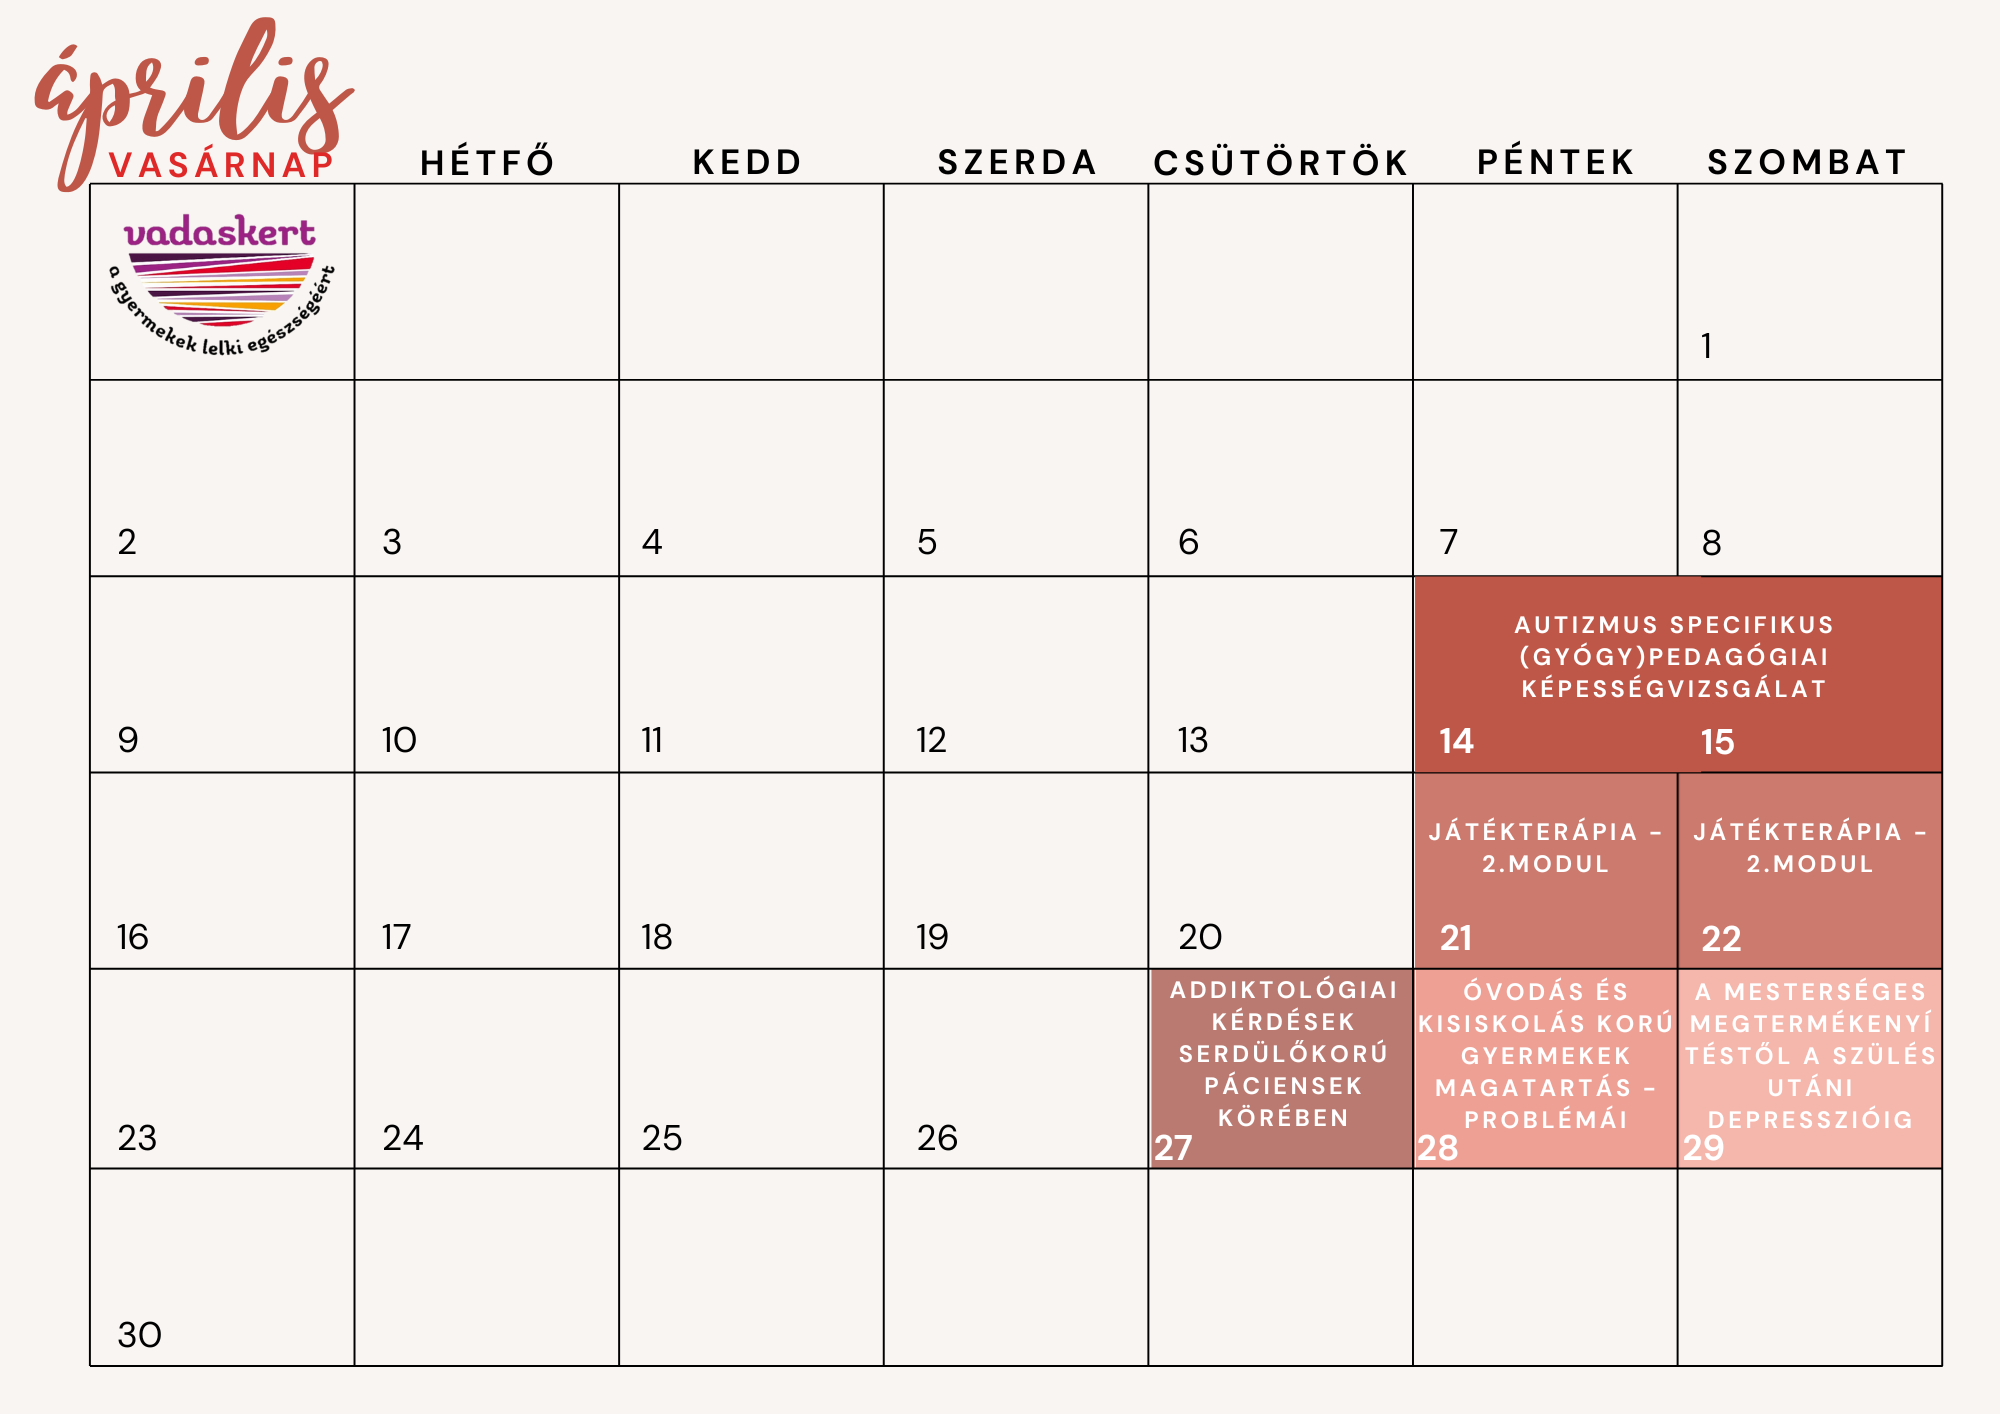 április
VASÁRNAP HÉTFŐ KEDD SZERDA CSÜTÖRTÖK PÉNTEK SZOMBAT
vadaskert
a gyermekek lelki egészségéért
1
2 3 4 5 6 7 8
AUTIZMUS SPECIFIKUS
(GYÓGY)PEDAGÓGIAI
KÉPESSÉGVIZSGÁLAT
9 10 11 12 13 14 15
JÁTÉKTERÁPIA -
2.MODUL
JÁTÉKTERÁPIA -
2.MODUL
16 17 18 19 20 21 22
ADDIKTOLÓGIAI
KÉRDÉSEK
SERDÜLŐKORÚ
PÁCIENSEK
KÖRÉBEN
ÓVODÁS ÉS
KISISKOLÁS KORÚ
GYERMEKEK
MAGATARTÁS -
PROBLÉMÁI
A MESTERSÉGES
MEGTERMÉKENYÍ
TÉSTŐL A SZÜLÉS
UTÁNI
DEPRESSZIÓIG
23 24 25 26 27 28 29
30